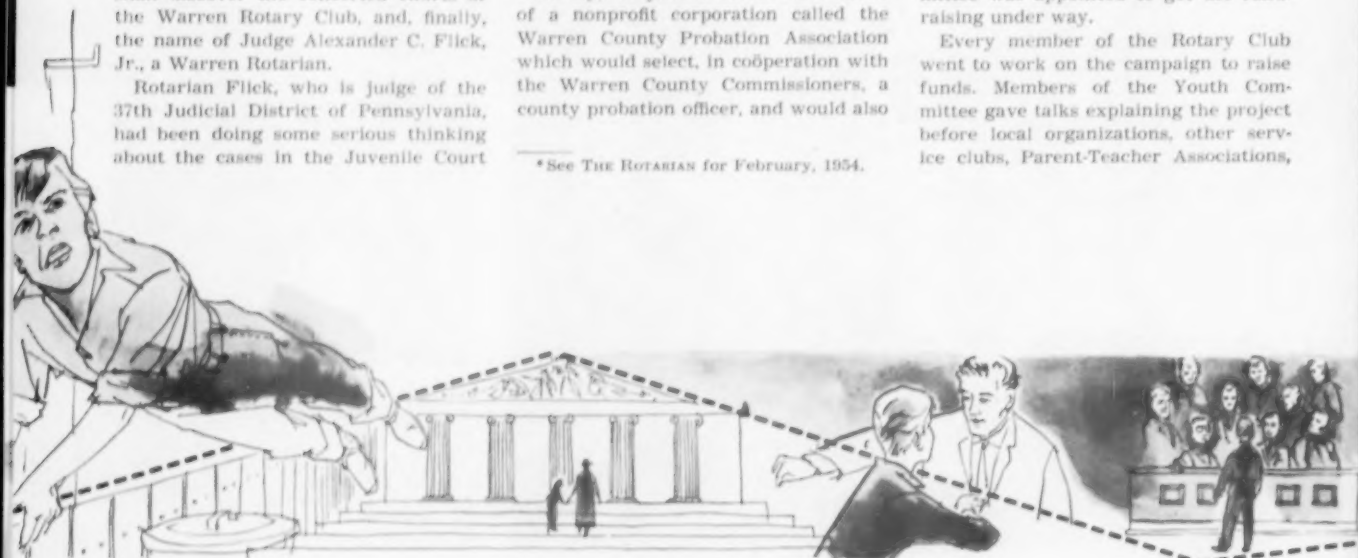 the Warren Rotary Club, and, finally,
the name of Judge Alexander C. Flick,
Jr., a Warren Rotarian.
Rotarian Flick, who is judge of the
37th Judicial District of Pennsylvania,
had been doing some serious thinking
about the cases in the Juvenile Court
of a nonprofit corporation called the
Warren County Probation Association
which would select, in coöperation with
the Warren County Commissioners, a
county probation officer, and would also
*See THE ROTARIAN for February, 1954.
raising under way.
Every member of the Rotary Club
went to work on the campaign to raise
funds. Members of the Youth Com-
mittee gave talks explaining the project
before local organizations, other serv-
ice clubs, Parent-Teacher Associations,